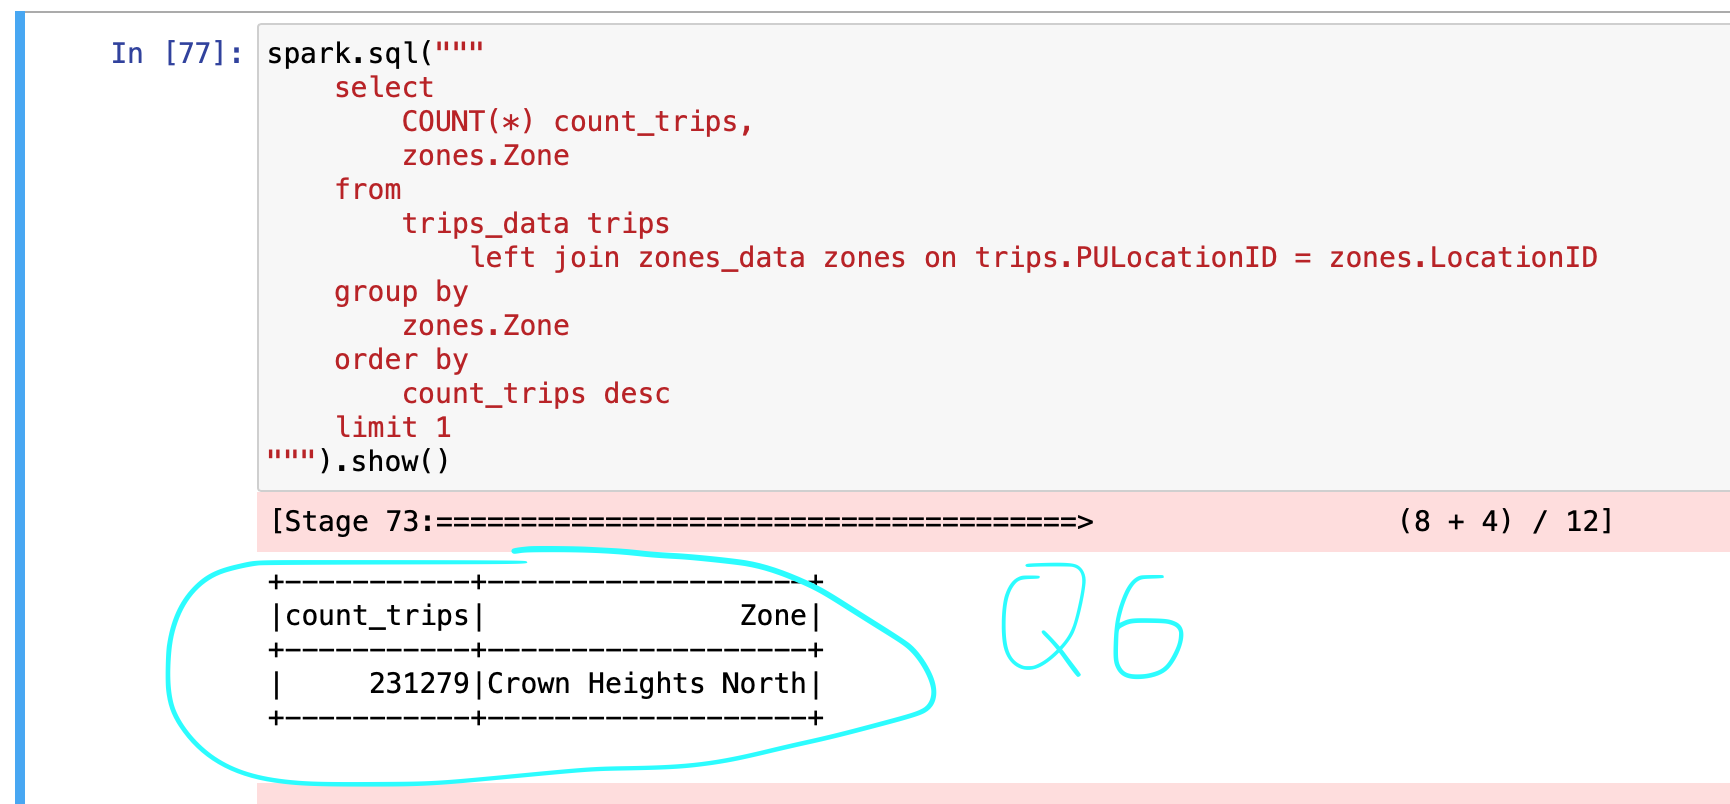 In [77]: spark.sql("""
    select
        COUNT(*) count_trips,
        zones.Zone
    from
        trips_data trips
            left join zones_data zones on trips.PULocationID = zones.LocationID
    group by
        zones.Zone
    order by
        count_trips desc
    limit 1
""").show()
[Stage 73:======================================>                  (8 + 4) / 12]
+-----------+-------------------+
|count_trips|               Zone|
+-----------+-------------------+
|     231279|Crown Heights North|
+-----------+-------------------+
Q6